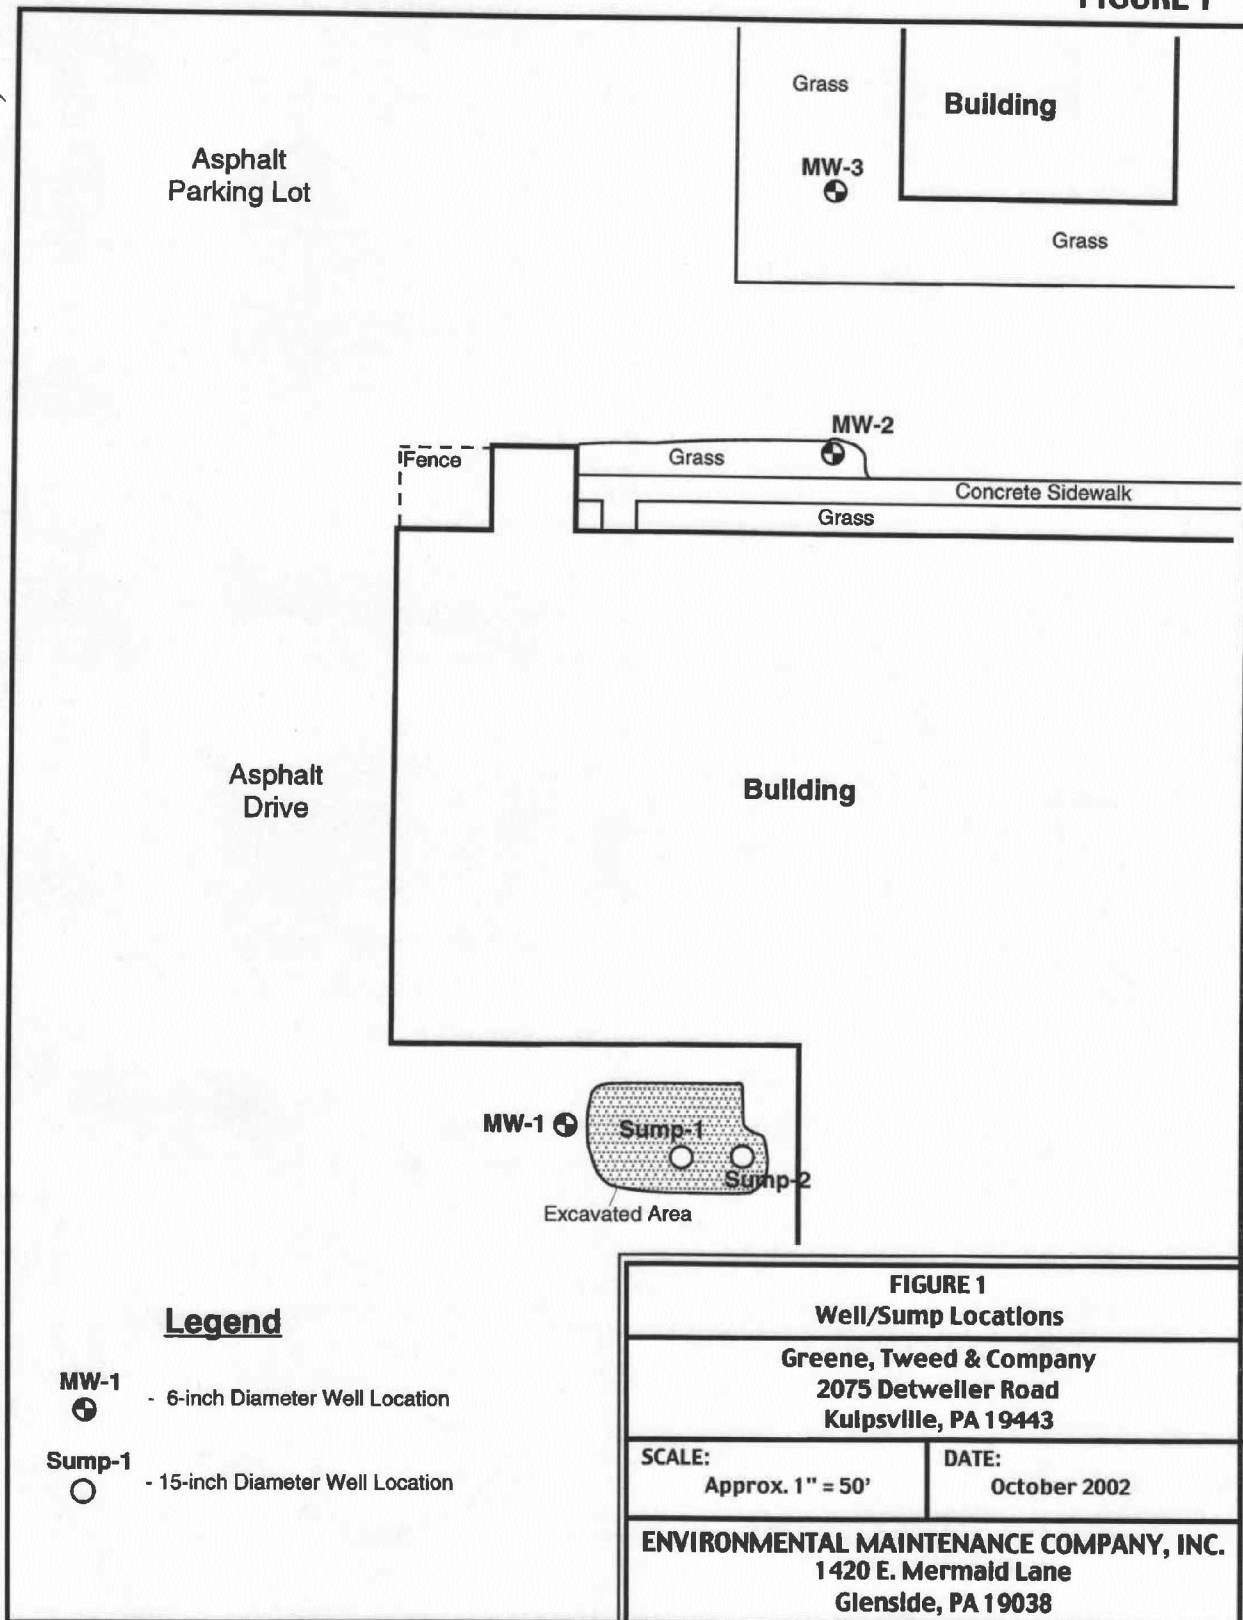 FIGURE 1
Grass
Building
Asphalt
Parking Lot
MW-3
Grass
MW-2
Fence
Grass
Concrete Sidewalk
Grass
Asphalt
Drive
Building
MW-1
Sump-1
Sump-2
Excavated Area
FIGURE 1
Well/Sump Locations
Legend
Greene, Tweed & Company
2075 Detweiler Road
Kulpsville, PA 19443
MW-1
- 6-inch Diameter Well Location
SCALE:
Approx. 1" = 50'
DATE:
October 2002
Sump-1
- 15-inch Diameter Well Location
ENVIRONMENTAL MAINTENANCE COMPANY, INC.
1420 E. Mermaid Lane
Glenside, PA 19038